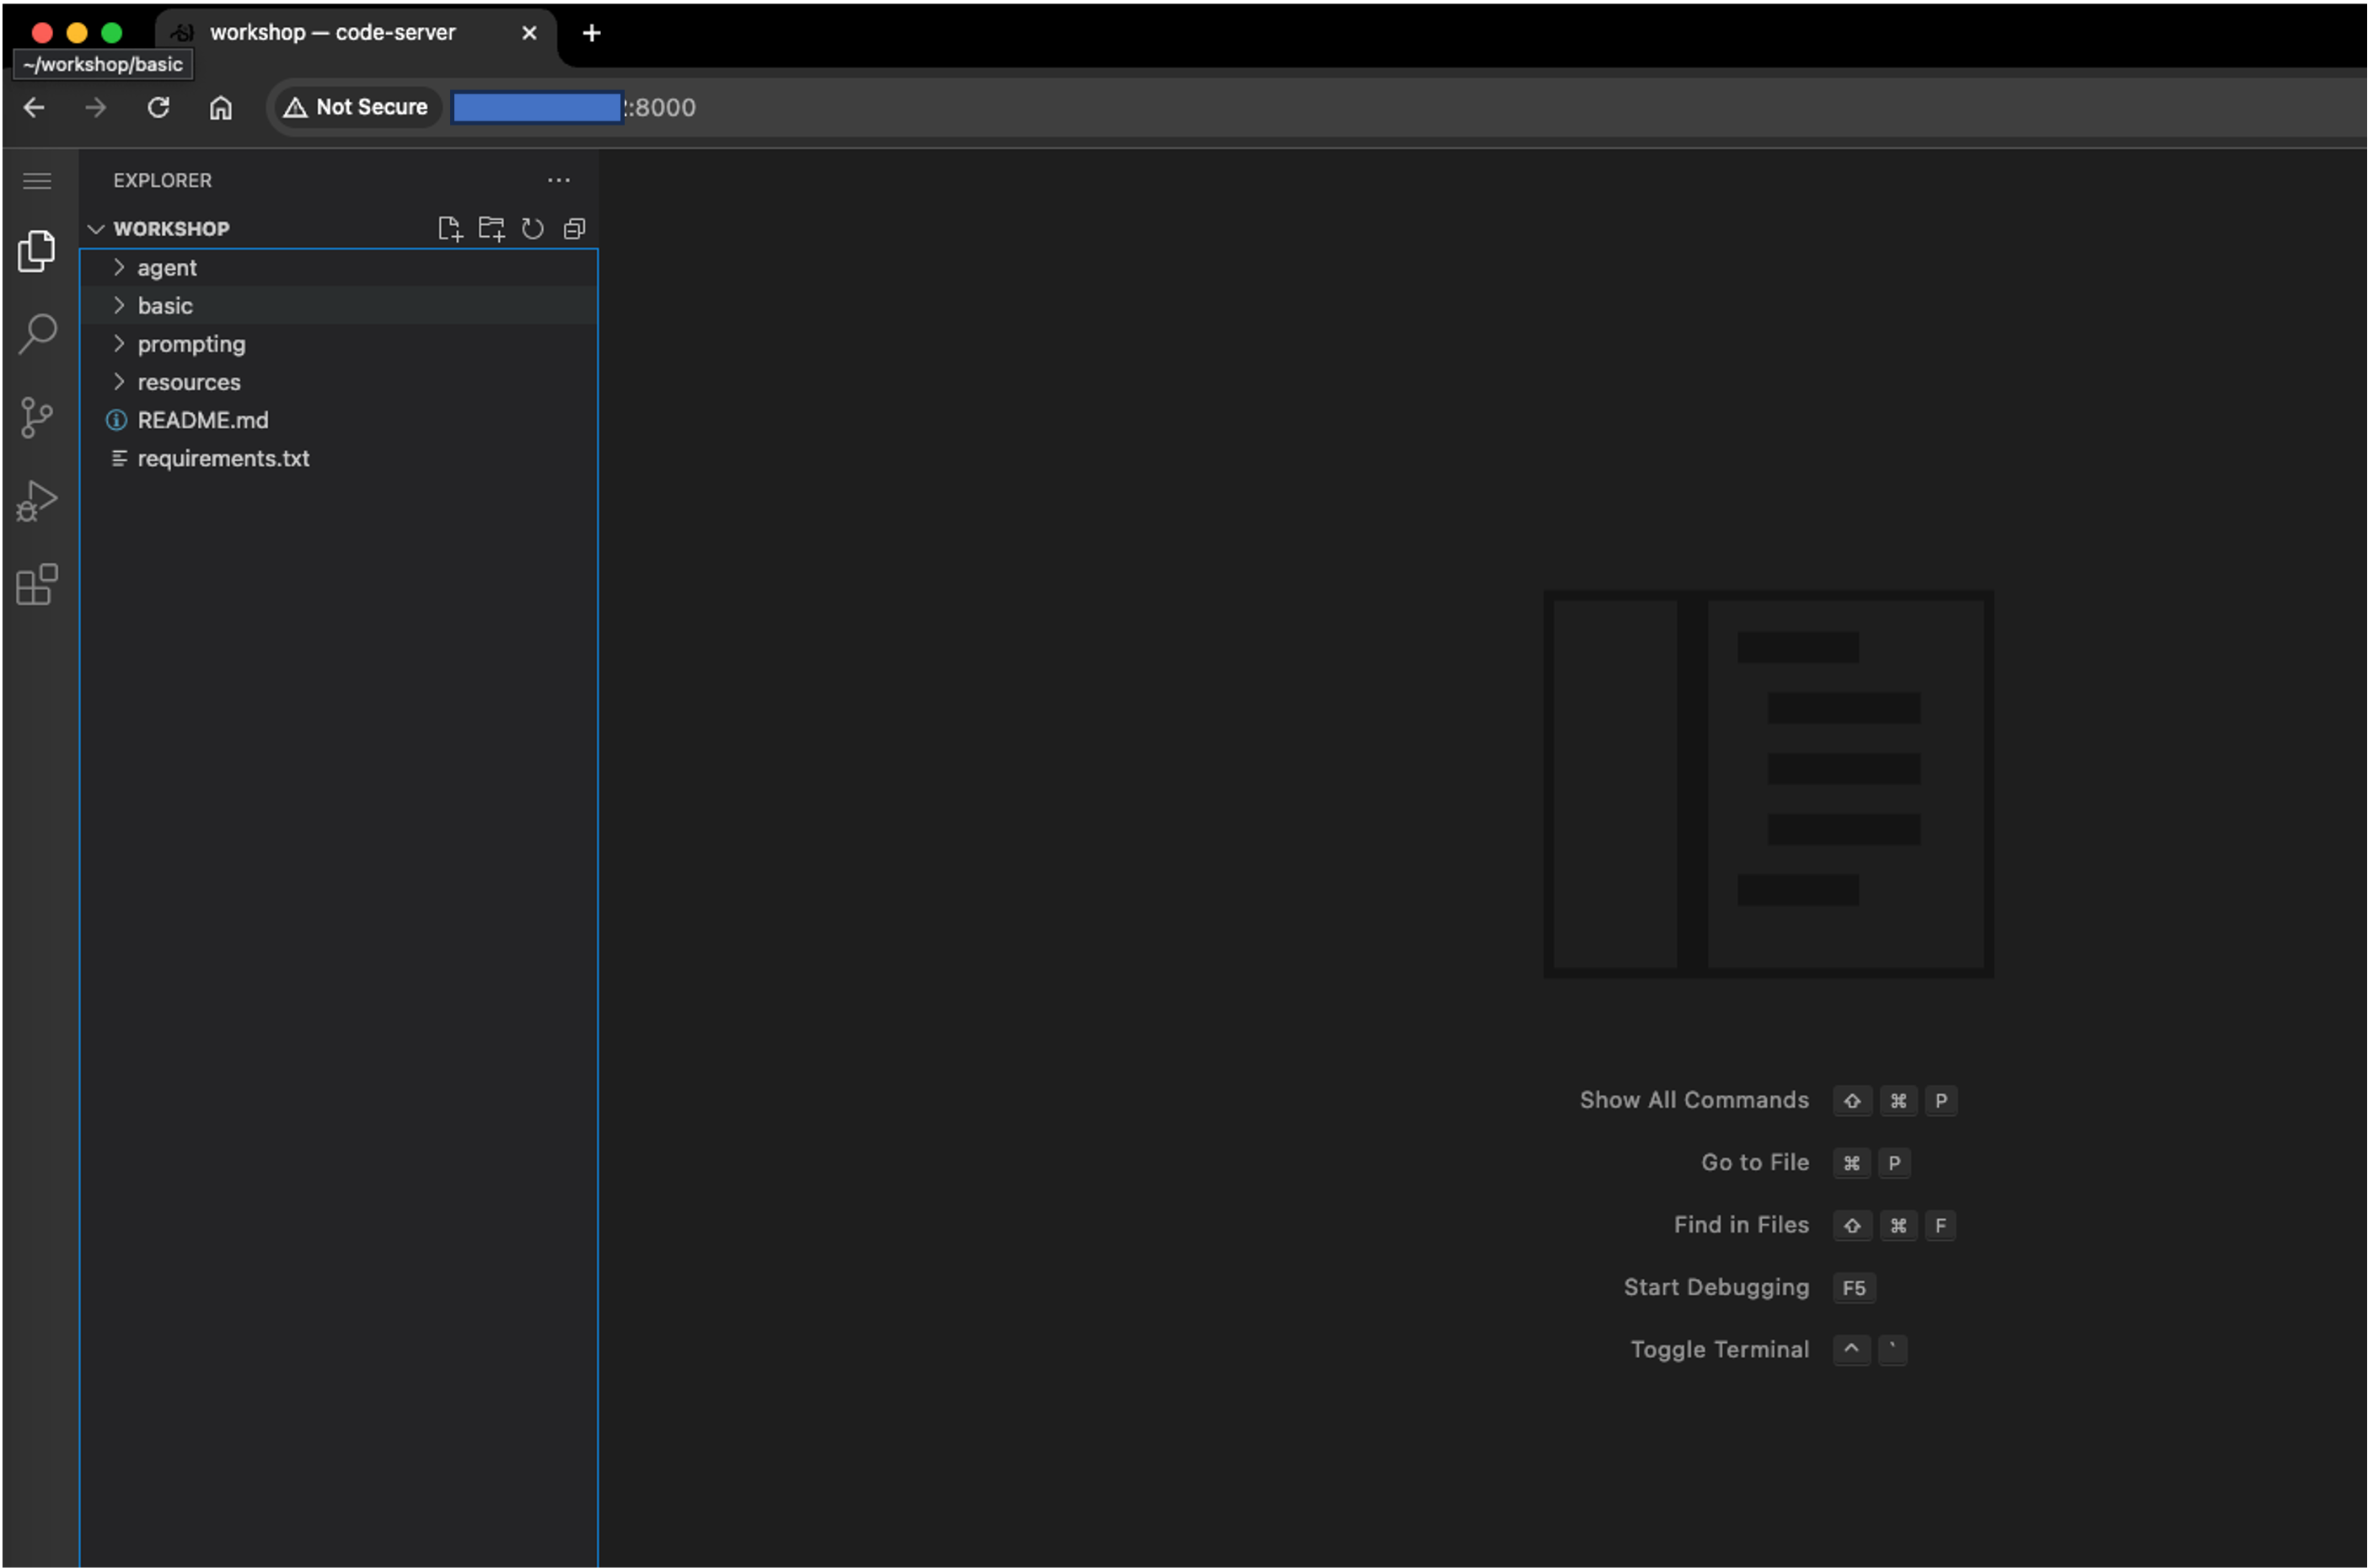 workshop — code-server
~/workshop/basic
Not Secure :8000
EXPLORER
WORKSHOP
agent
basic
prompting
resources
README.md
requirements.txt
Show All Commands ⇧ ⌘ P
Go to File ⌘ P
Find in Files ⇧ ⌘ F
Start Debugging F5
Toggle Terminal ^ `